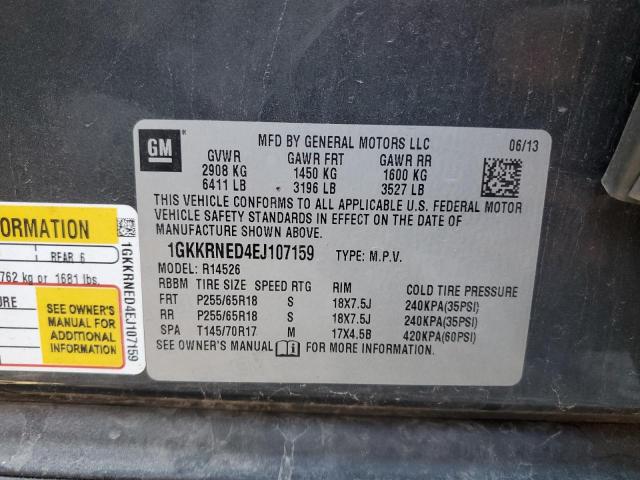 GM
MFD BY GENERAL MOTORS LLC 06/13
GVWR GAWR FRT GAWR RR
2908 KG 1450 KG 1600 KG
6411 LB 3196 LB 3527 LB
THIS VEHICLE CONFORMS TO ALL APPLICABLE U.S. FEDERAL MOTOR
VEHICLE SAFETY STANDARDS IN EFFECT ON THE DATE OF
MANUFACTURE SHOWN ABOVE.
1GKKRNED4EJ107159 TYPE: M.P.V.
MODEL: R14526
RBBM TIRE SIZE SPEED RTG RIM COLD TIRE PRESSURE
FRT P255/65R18 S 18X7.5J 240KPA(35PSI)
RR P255/65R18 S 18X7.5J 240KPA(35PSI)
SPA T145/70R17 M 17X4.5B 420KPA(60PSI)
SEE OWNER'S MANUAL FOR MORE INFORMATION.
REAR 6
762 kg or 1681 lbs.
SEE OWNER'S
MANUAL FOR
ADDITIONAL
INFORMATION
1GKKRNED4EJ107159